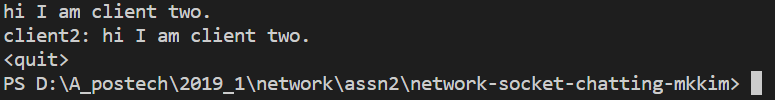 hi I am client two.
client2: hi I am client two.
<quit>
PS D:\A_postech\2019_1\network\assn2\network-socket-chatting-mkkim>